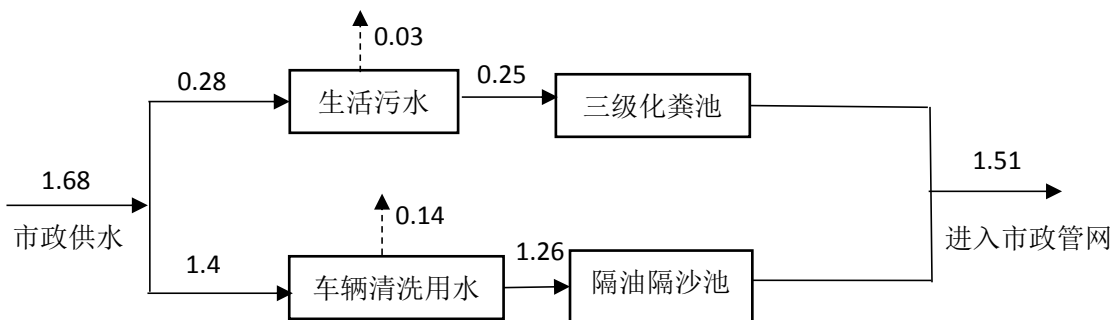 0.03
0.28
生活污水
0.25
三级化粪池
1.68
市政供水
1.51
进入市政管网
0.14
1.4
车辆清洗用水
1.26
隔油隔沙池